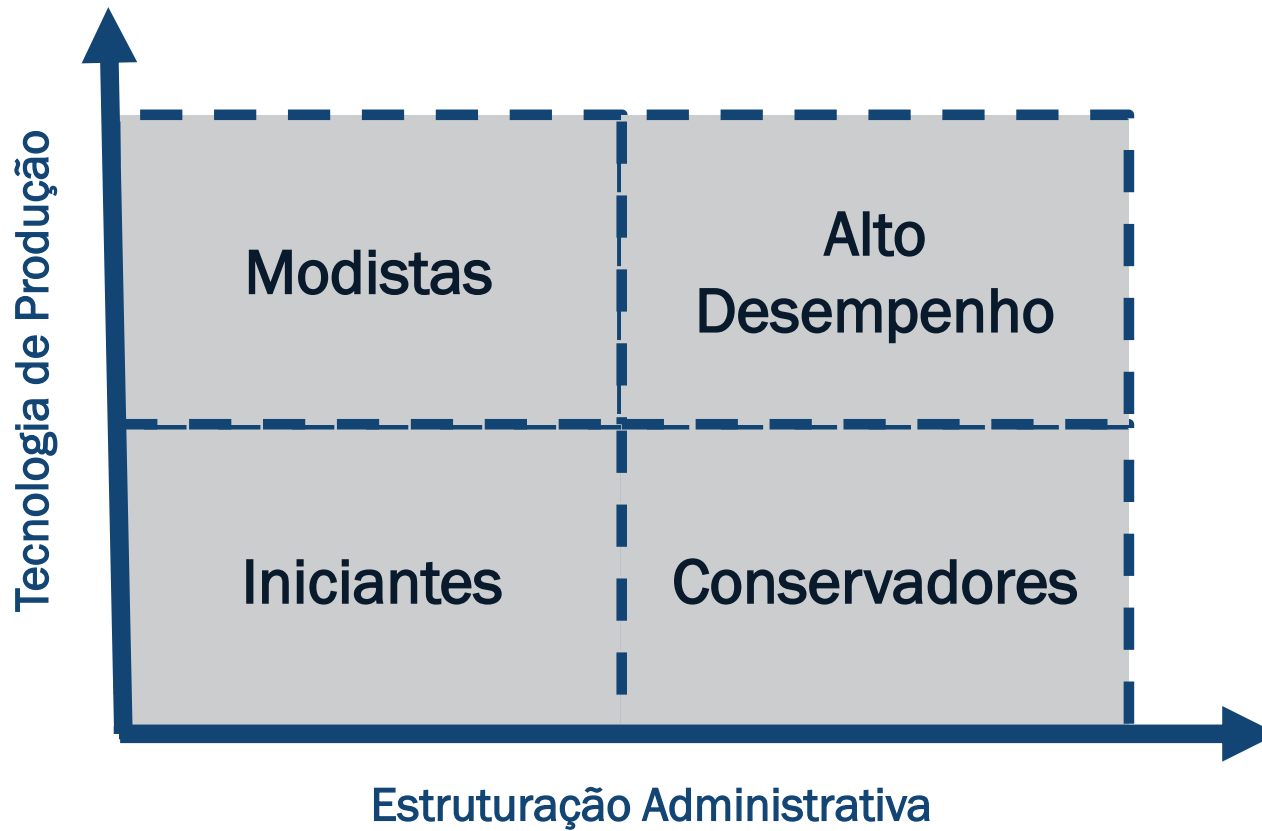 Tecnologia de Produção
Modistas
Alto
Desempenho
Iniciantes
Conservadores
Estruturação Administrativa